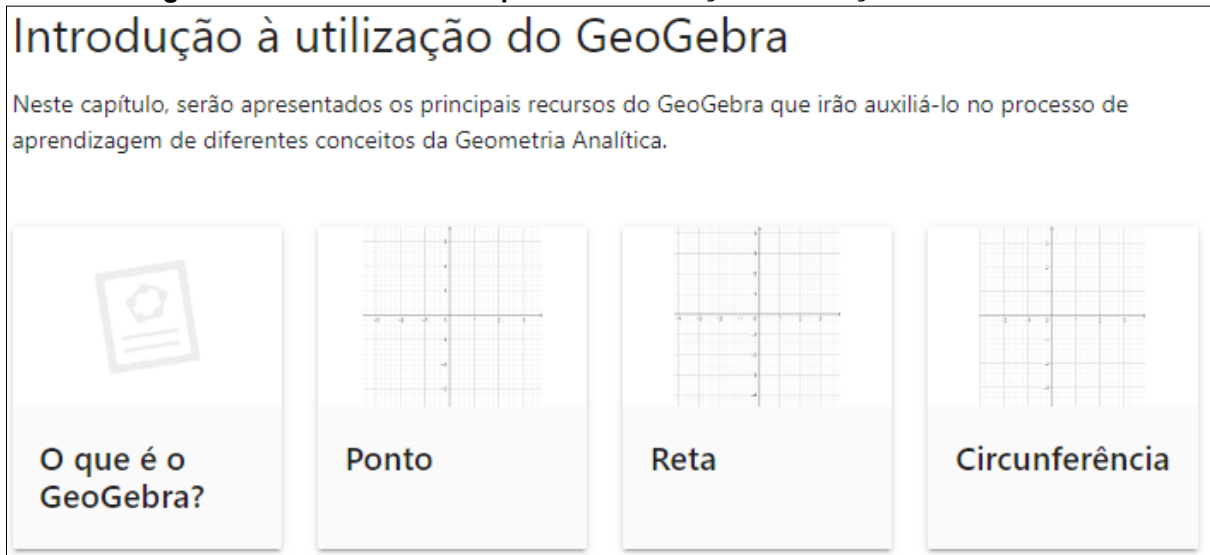 Introdução à utilização do GeoGebra
Neste capítulo, serão apresentados os principais recursos do GeoGebra que irão auxiliá-lo no processo de
aprendizagem de diferentes conceitos da Geometria Analítica.
O que é o
GeoGebra?
Ponto
Reta
Circunferência